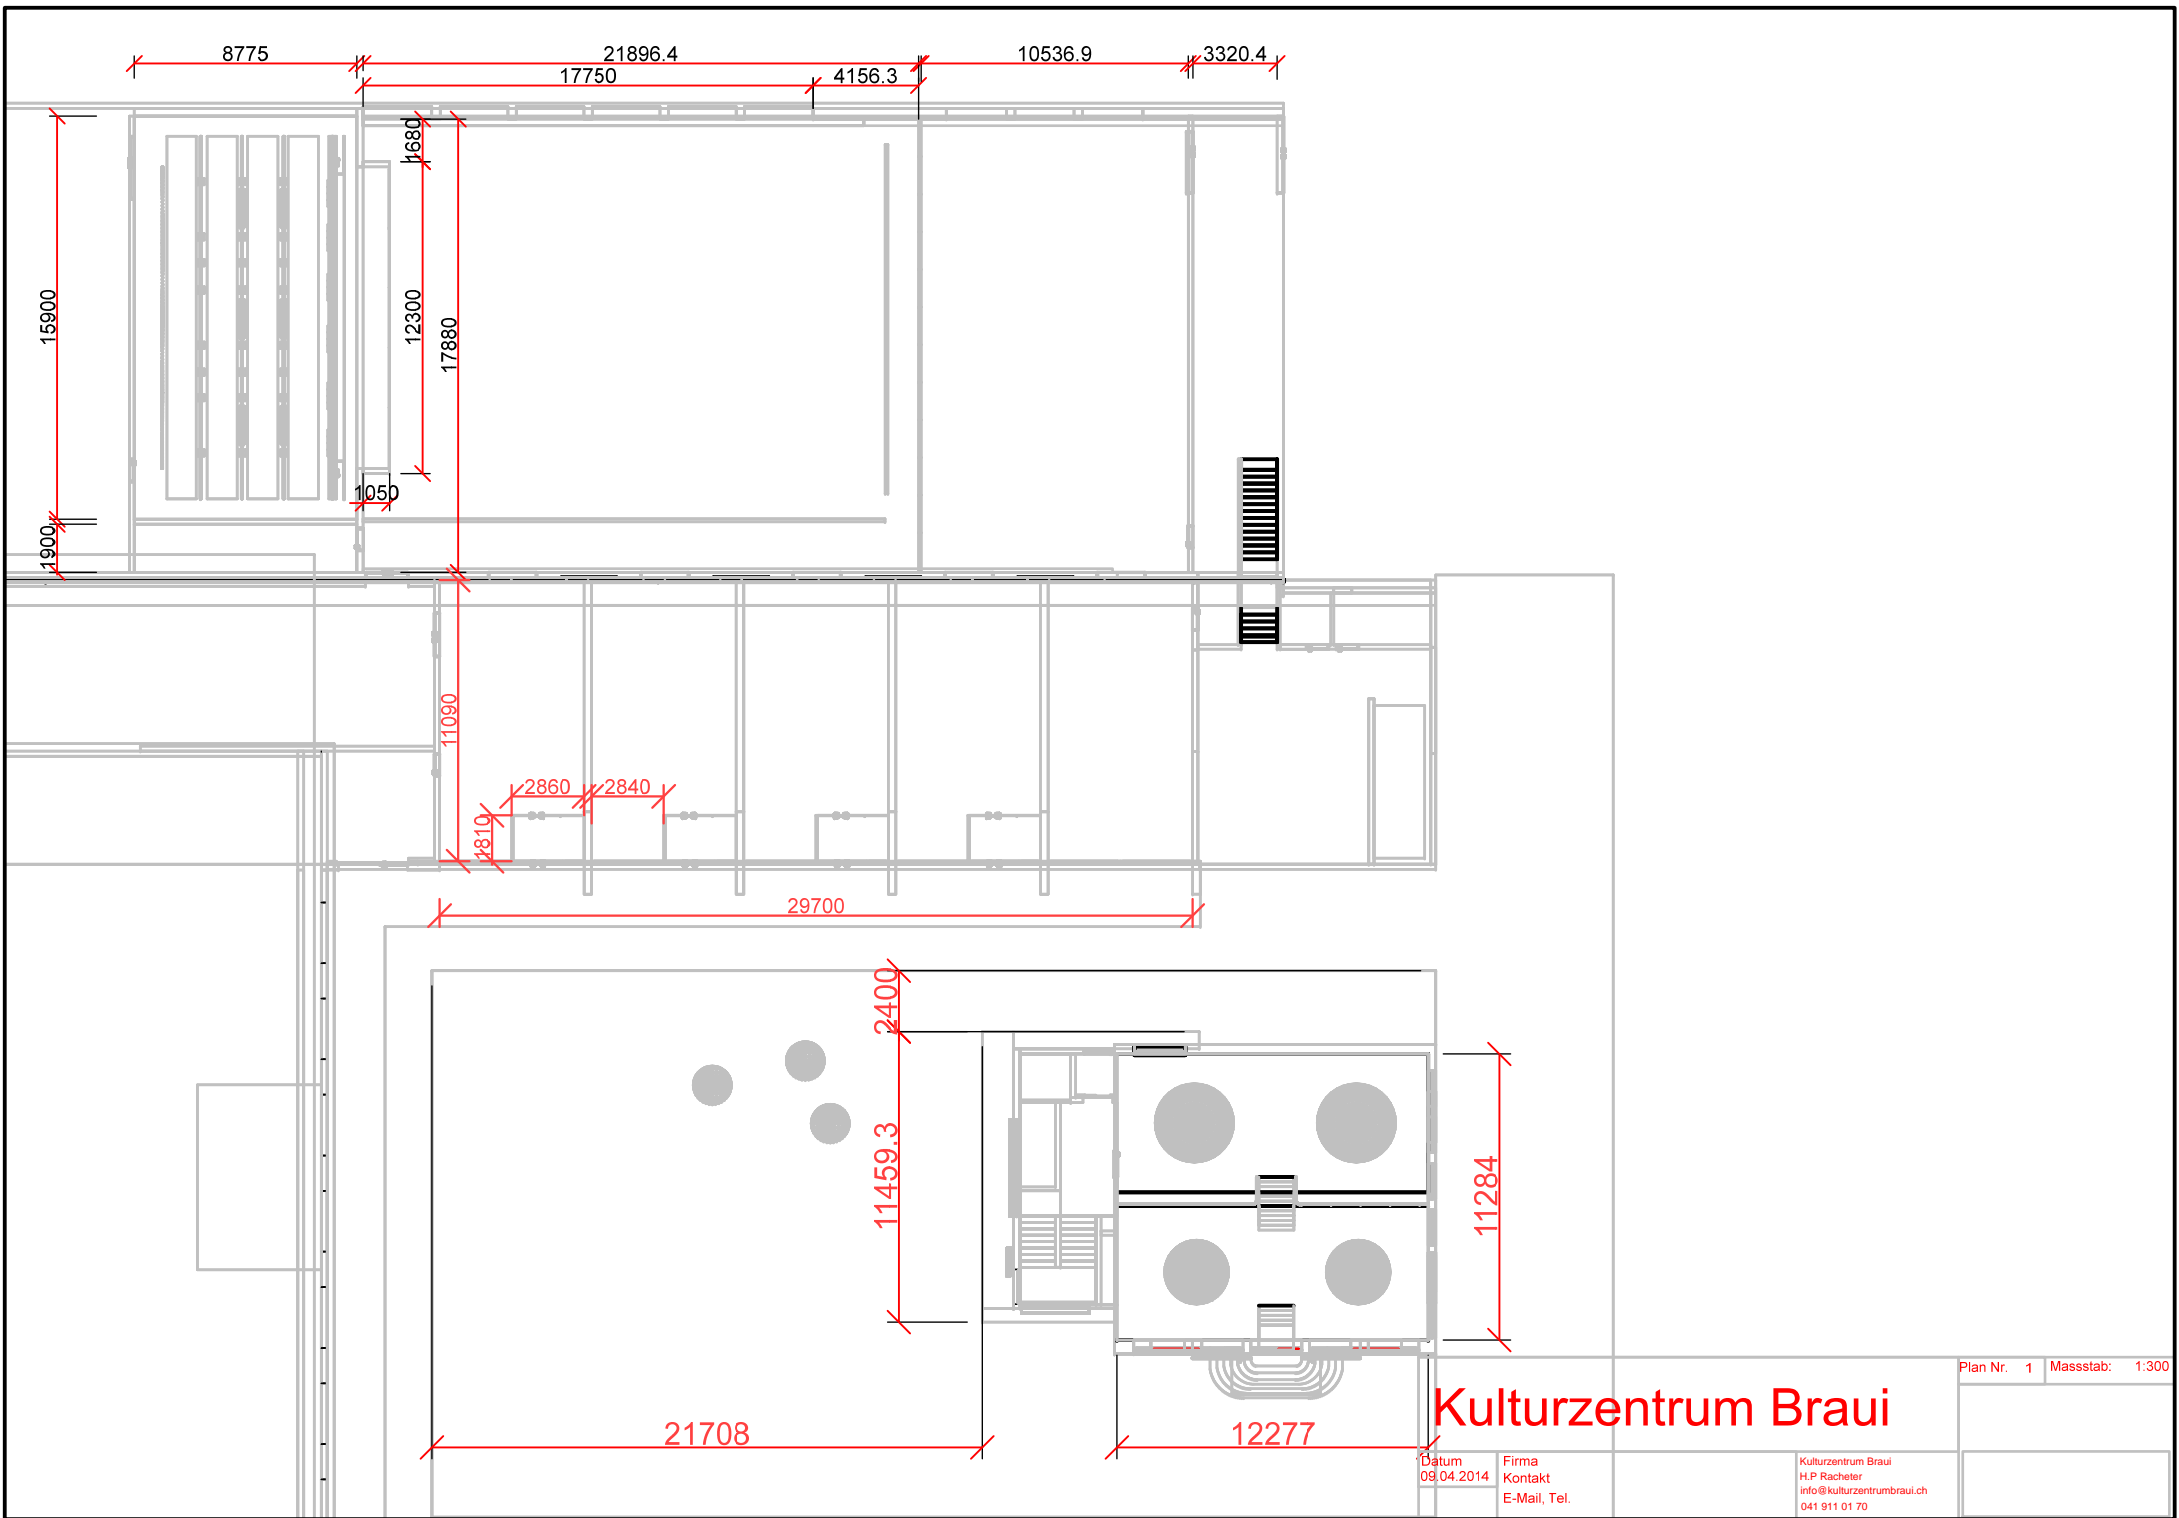 8775
21896.4
10536.9
3320.4
17750
4156.3
1680
15900
12300
17880
1050
1900
11090
2860
2840
1810
29700
2400
11459.3
11284
21708
12277
Plan Nr. 1 Massstab: 1:300
Kulturzentrum Braui
Datum
09.04.2014
Firma
Kontakt
E-Mail, Tel.
Kulturzentrum Braui
H.P Racheter
info@kulturzentrumbraui.ch
041 911 01 70